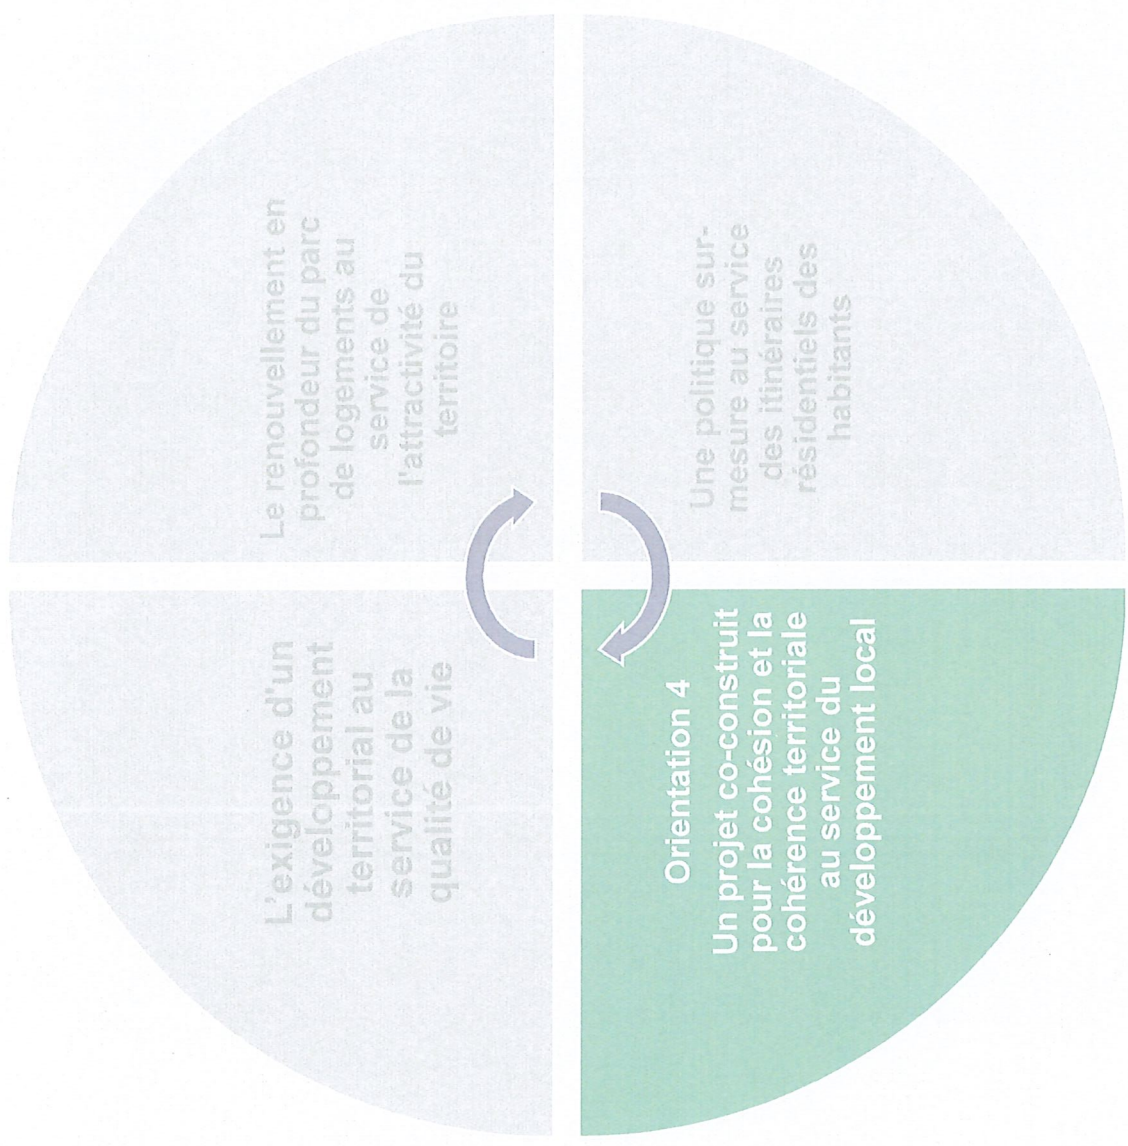 L'exigence d'un
développement
territorial au
service de la
qualité de vie
Le renouvellement en
profondeur du parc
de logements au
service de
l'attractivité du
territoire
Une politique sur-
mesure au service
des itinéraires
résidentiels des
habitants
Orientation 4
Un projet co-construit
pour la cohésion et la
cohérence territoriale
au service du
développement local